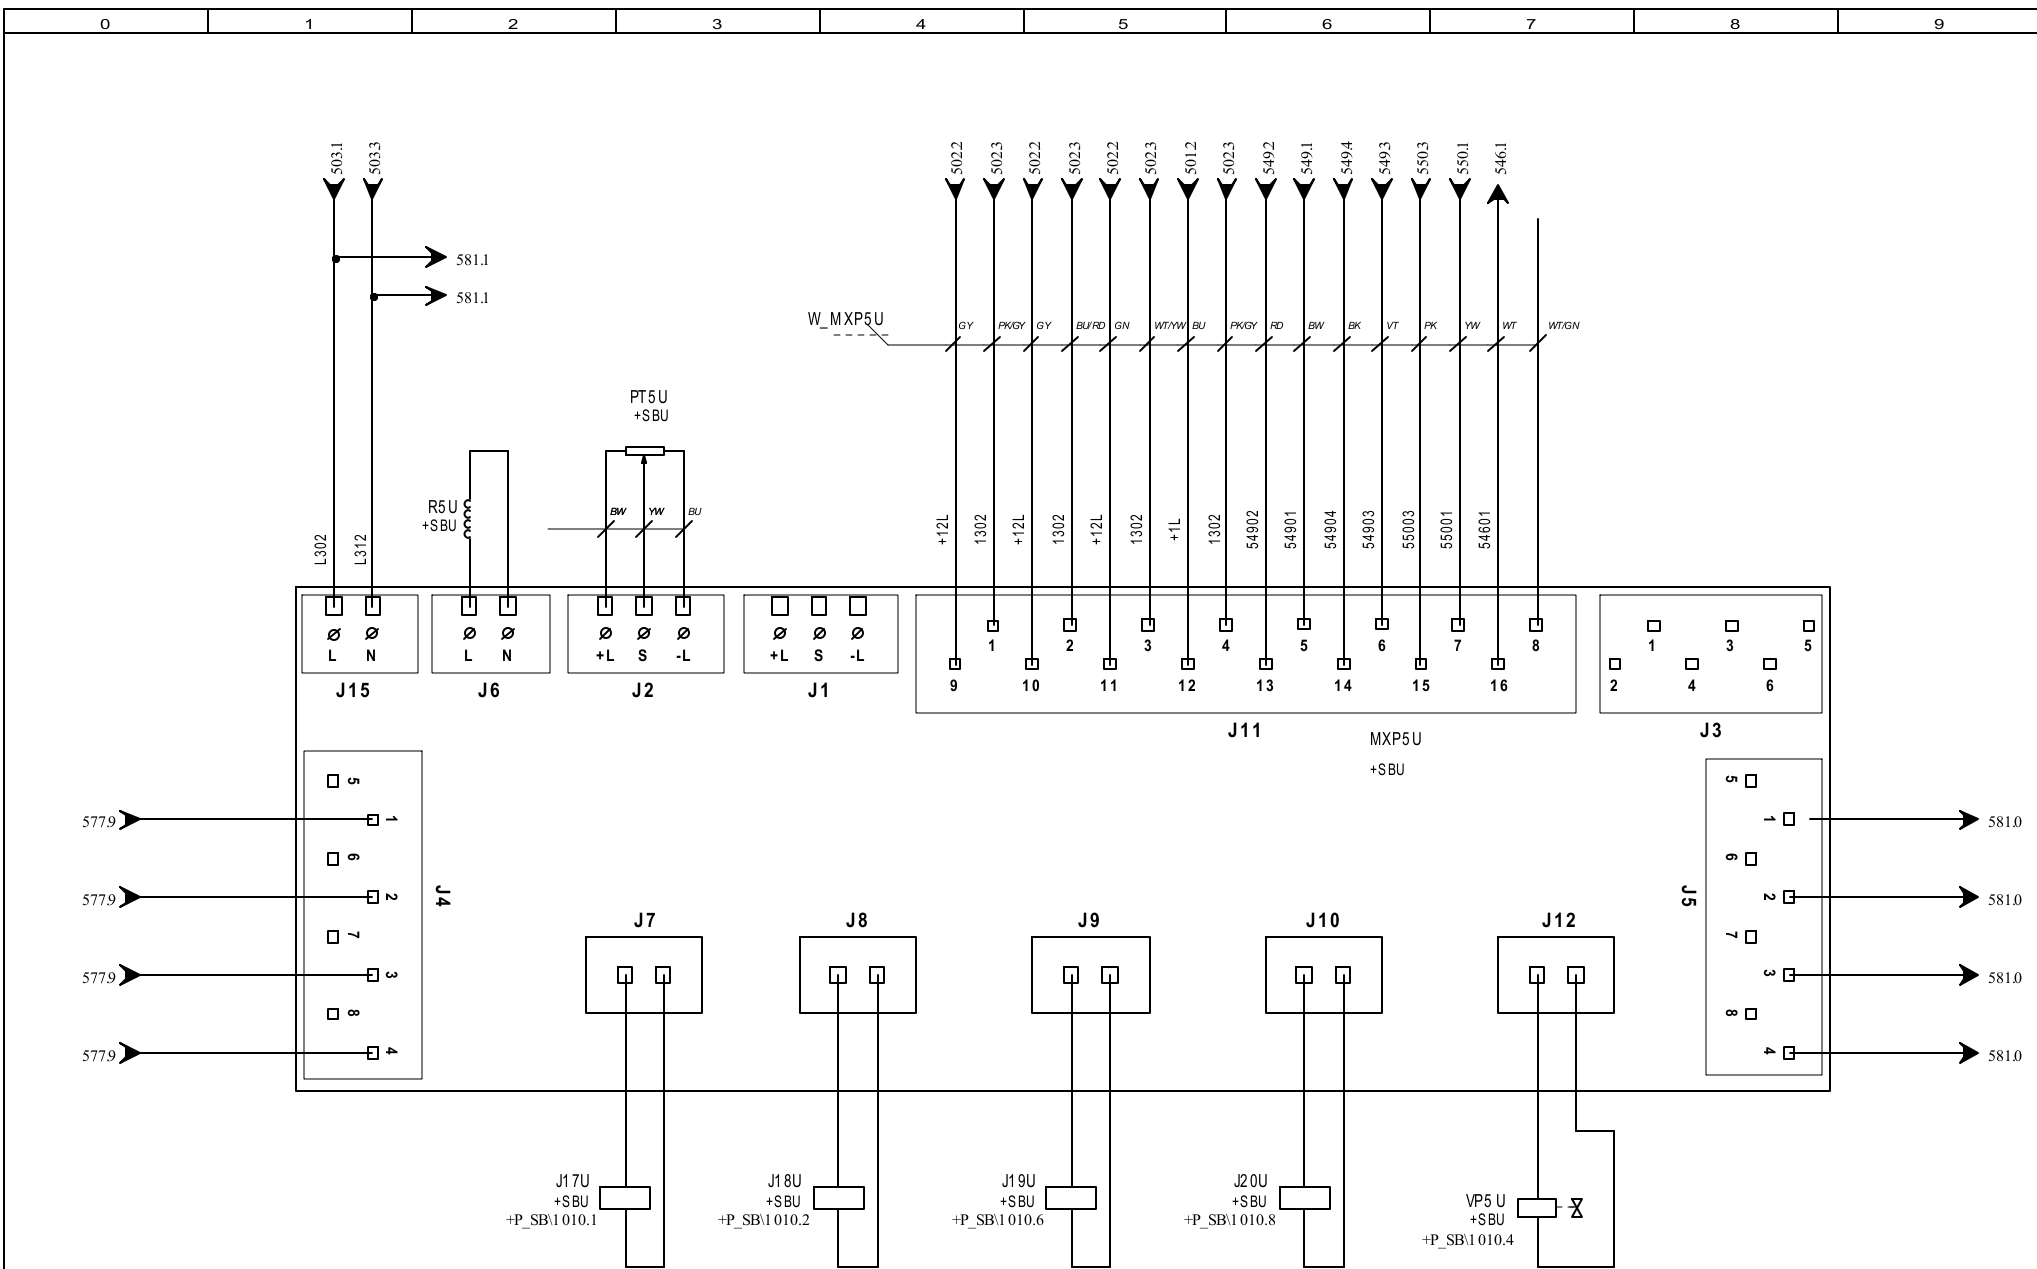 0 1 2 3 4 5 6 7 8 9
503.1 503.3 502.2 502.3 502.2 502.3 502.2 502.3 501.2 502.3 549.2 549.1 549.4 549.3 550.3 550.1 546.1
581.1
581.1
W_MXP5U
GY PK/GY GY BU/RD GN WT/YW BU PK/GY RD BW BK VT PK YW WT WT/GN
PT5U
+SBU
R5U
+SBU
BW YW BU
L302 L312 +12L 1302 +12L 1302 +12L 1302 +1L 1302 54902 54901 54904 54903 55003 55001 54601
1 2 3 4 5 6 7 8 1 3 5
L N L N +L S -L +L S -L
9 10 11 12 13 14 15 16 2 4 6
J15 J6 J2 J1
J11 J3
MXP5U
+SBU
5 5
577.9 1 1 581.0
6 6
577.9 2 J4 J5 2 581.0
J7 J8 J9 J10 J12
7 7
577.9 3 3 581.0
8 8
577.9 4 4 581.0
J17U J18U J19U J20U
+SBU +SBU +SBU +SBU
+P_SB\1010.1 +P_SB\1010.2 +P_SB\1010.6 +P_SB\1010.8
VP5U
+SBU
+P_SB\1010.4